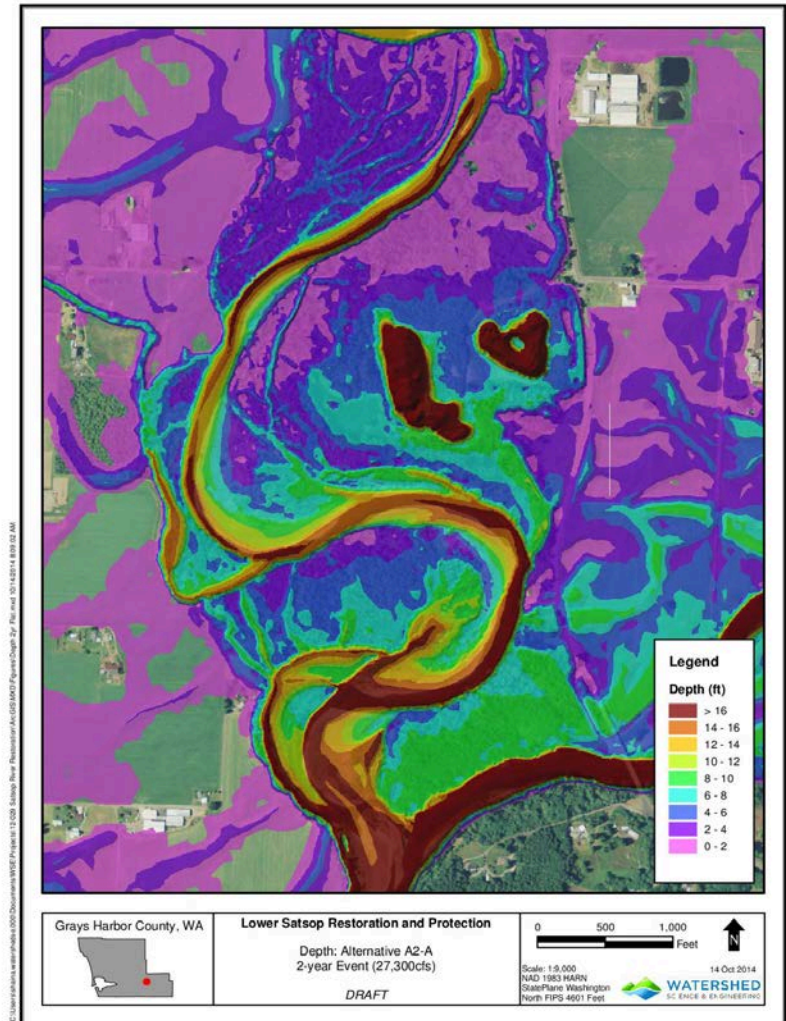 Legend
Depth (ft)
> 16
14 - 16
12 - 14
10 - 12
8 - 10
6 - 8
4 - 6
2 - 4
0 - 2
Grays Harbor County, WA
Lower Satsop Restoration and Protection
Depth: Alternative A2-A
2-year Event (27,300cfs)
DRAFT
0 500 1,000
Feet
N
Scale: 1:9,000
NAD 1983 HARN
StatePlane Washington
North FIPS 4601 Feet
14 Oct 2014
WATERSHED
SCIENCE & ENGINEERING